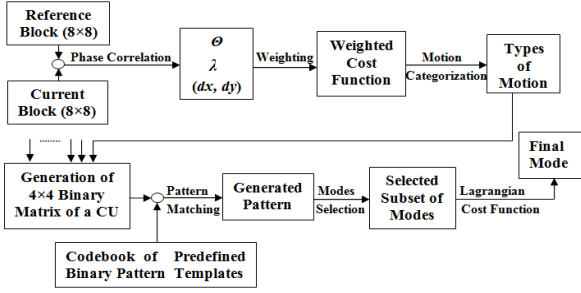 Reference
Block (8×8)
Phase Correlation
Current
Block (8×8)
Θ
λ
(dx, dy)
Weighting
Weighted
Cost
Function
Motion
Categorization
Types
of
Motion
Generation of
4×4 Binary
Matrix of a CU
Pattern
Matching
Generated
Pattern
Modes
Selection
Selected
Subset of
Modes
Lagrangian
Cost Function
Final
Mode
Codebook of Predefined
Binary Pattern Templates